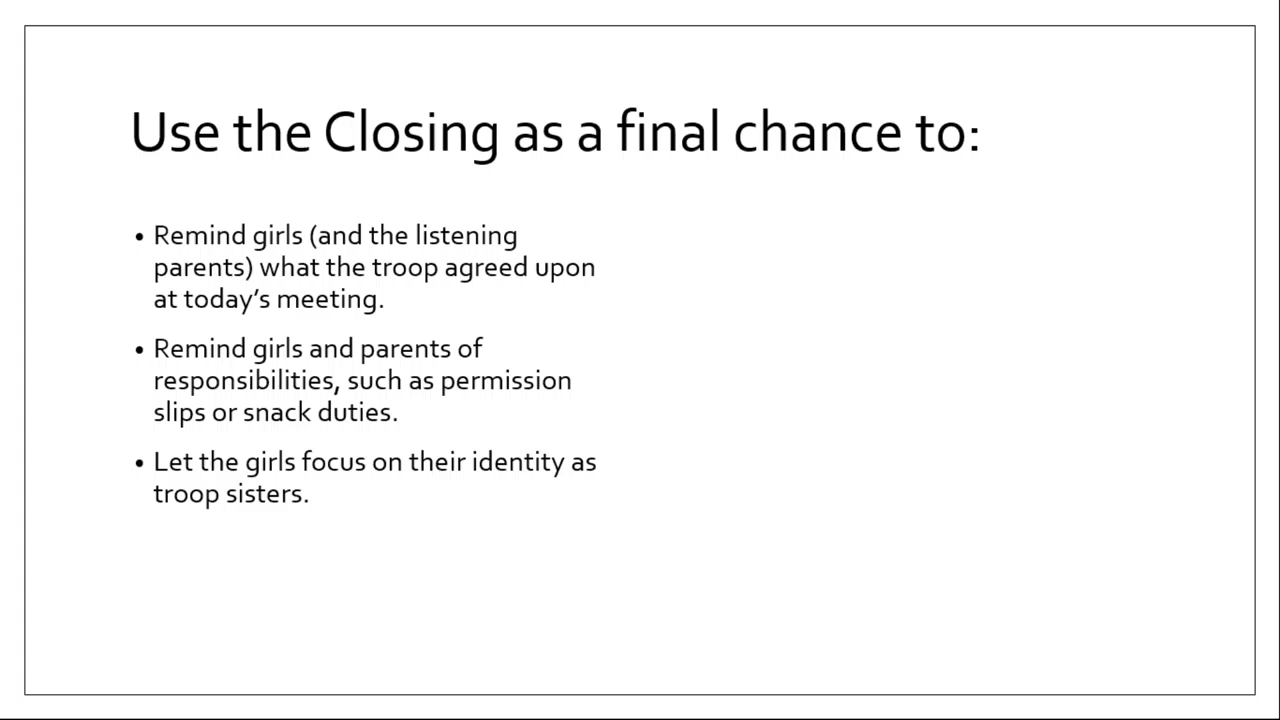 Use the Closing as a final chance to:
• Remind girls (and the listening
parents) what the troop agreed upon
at today’s meeting.
• Remind girls and parents of
responsibilities, such as permission
slips or snack duties.
• Let the girls focus on their identity as
troop sisters.